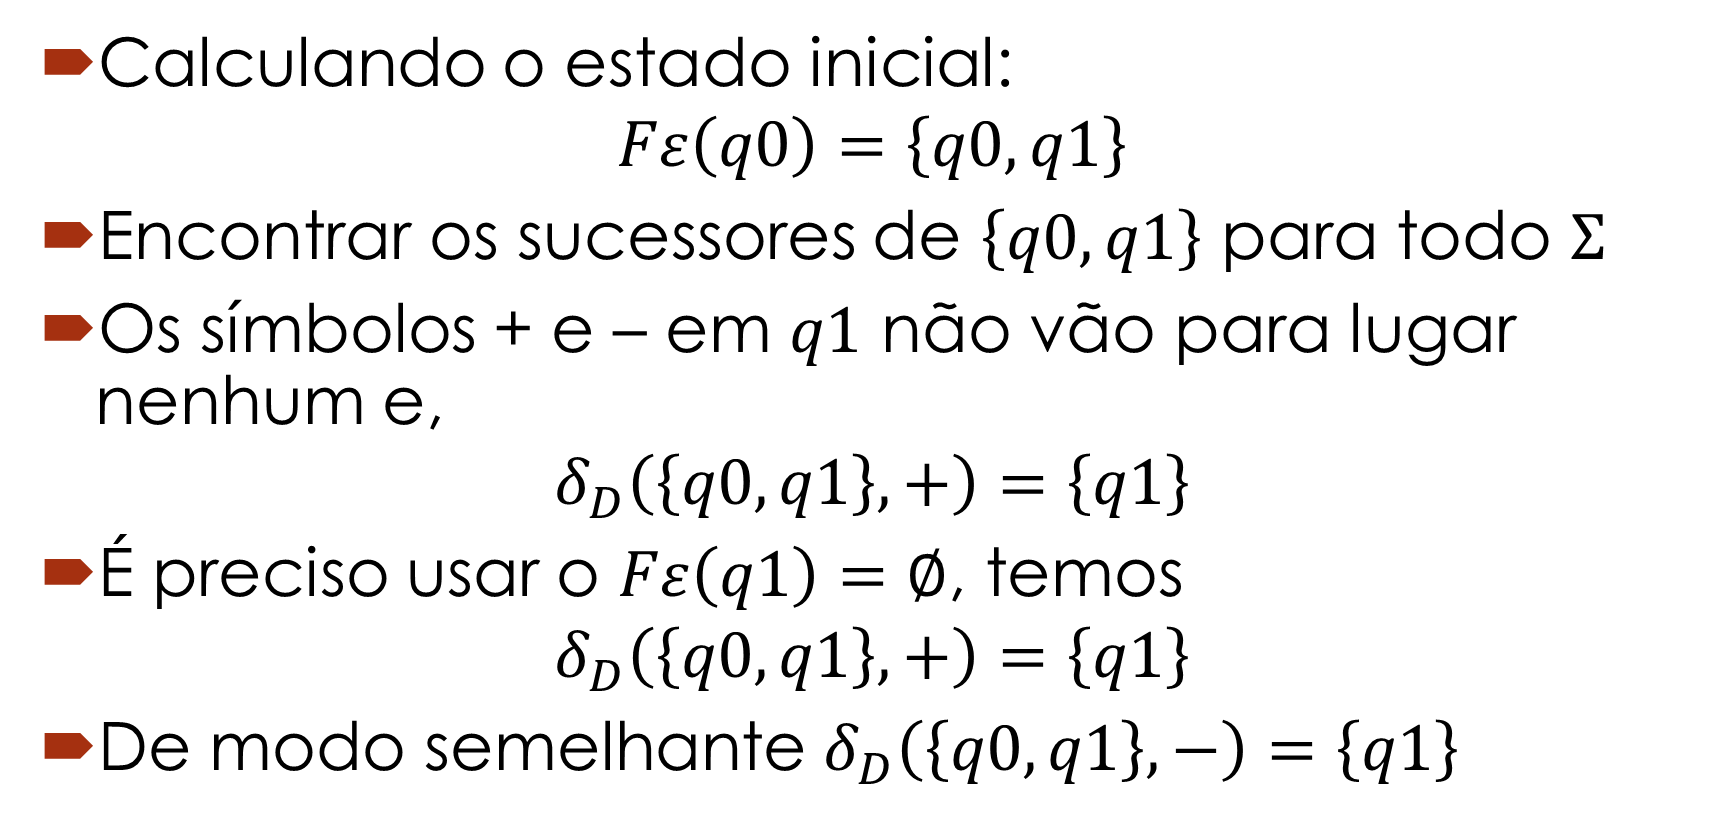 Calculando o estado inicial:
Fε(q0) = {q0, q1}
Encontrar os sucessores de {q0, q1} para todo Σ
Os símbolos + e – em q1 não vão para lugar
nenhum e,
δ_D({q0, q1}, +) = {q1}
É preciso usar o Fε(q1) = ∅, temos
δ_D({q0, q1}, +) = {q1}
De modo semelhante δ_D({q0, q1}, −) = {q1}